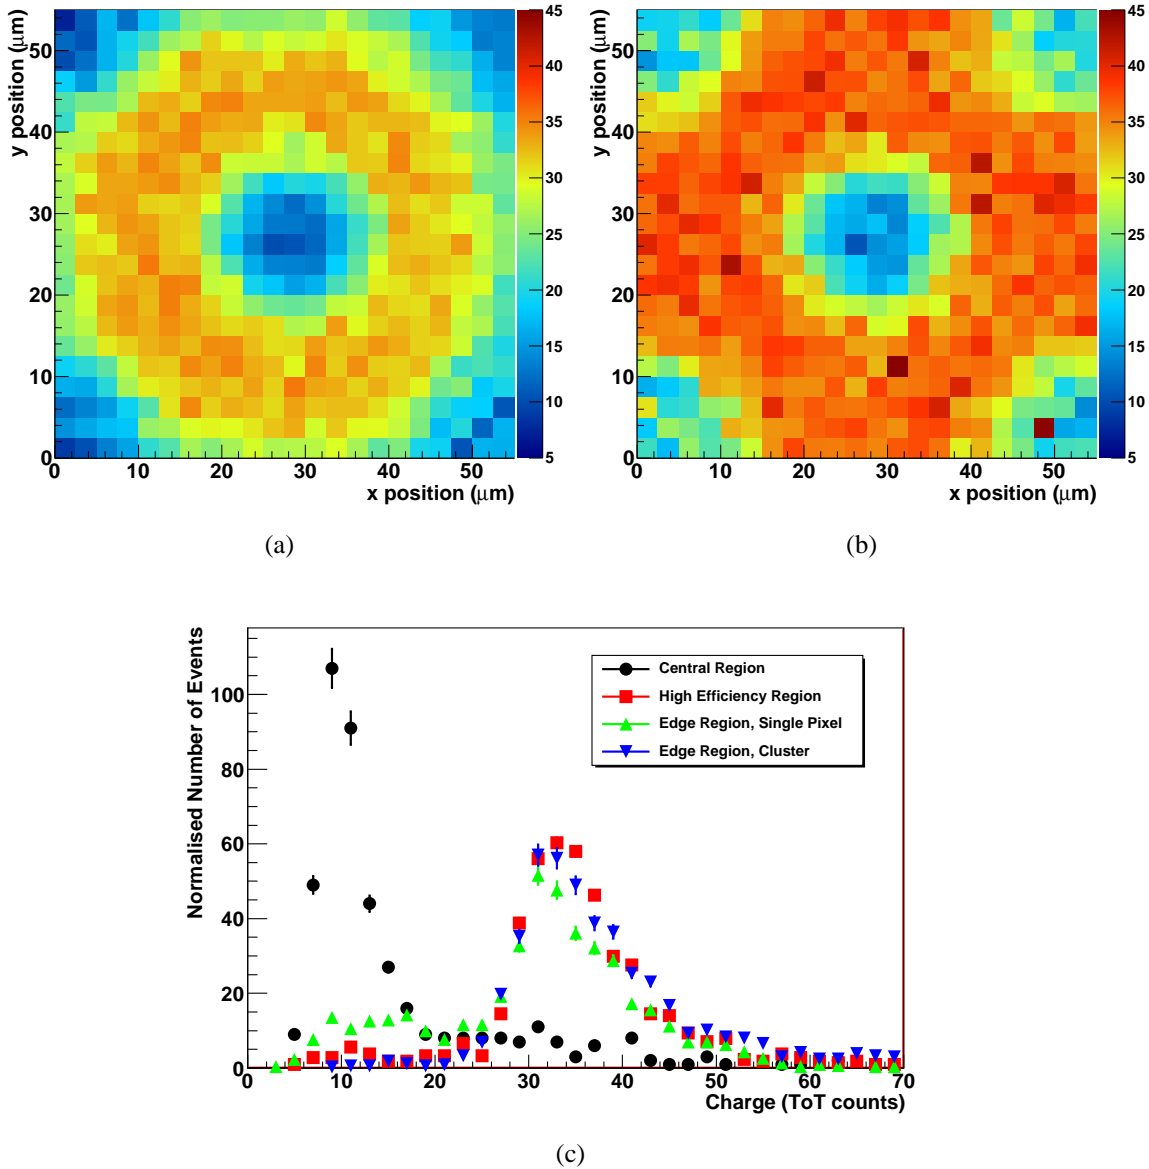 y position (μm)
50
40
30
20
10
0
0 10 20 30 40 50
x position (μm)
45
40
35
30
25
20
15
10
5
(a)
y position (μm)
50
40
30
20
10
0
0 10 20 30 40 50
x position (μm)
45
40
35
30
25
20
15
10
5
(b)
Normalised Number of Events
100
80
60
40
20
0
0 10 20 30 40 50 60 70
Charge (ToT counts)
Central Region
High Efficiency Region
Edge Region, Single Pixel
Edge Region, Cluster
(c)